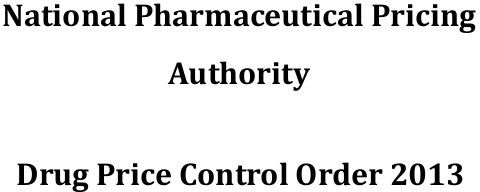 National Pharmaceutical Pricing
Authority
Drug Price Control Order 2013